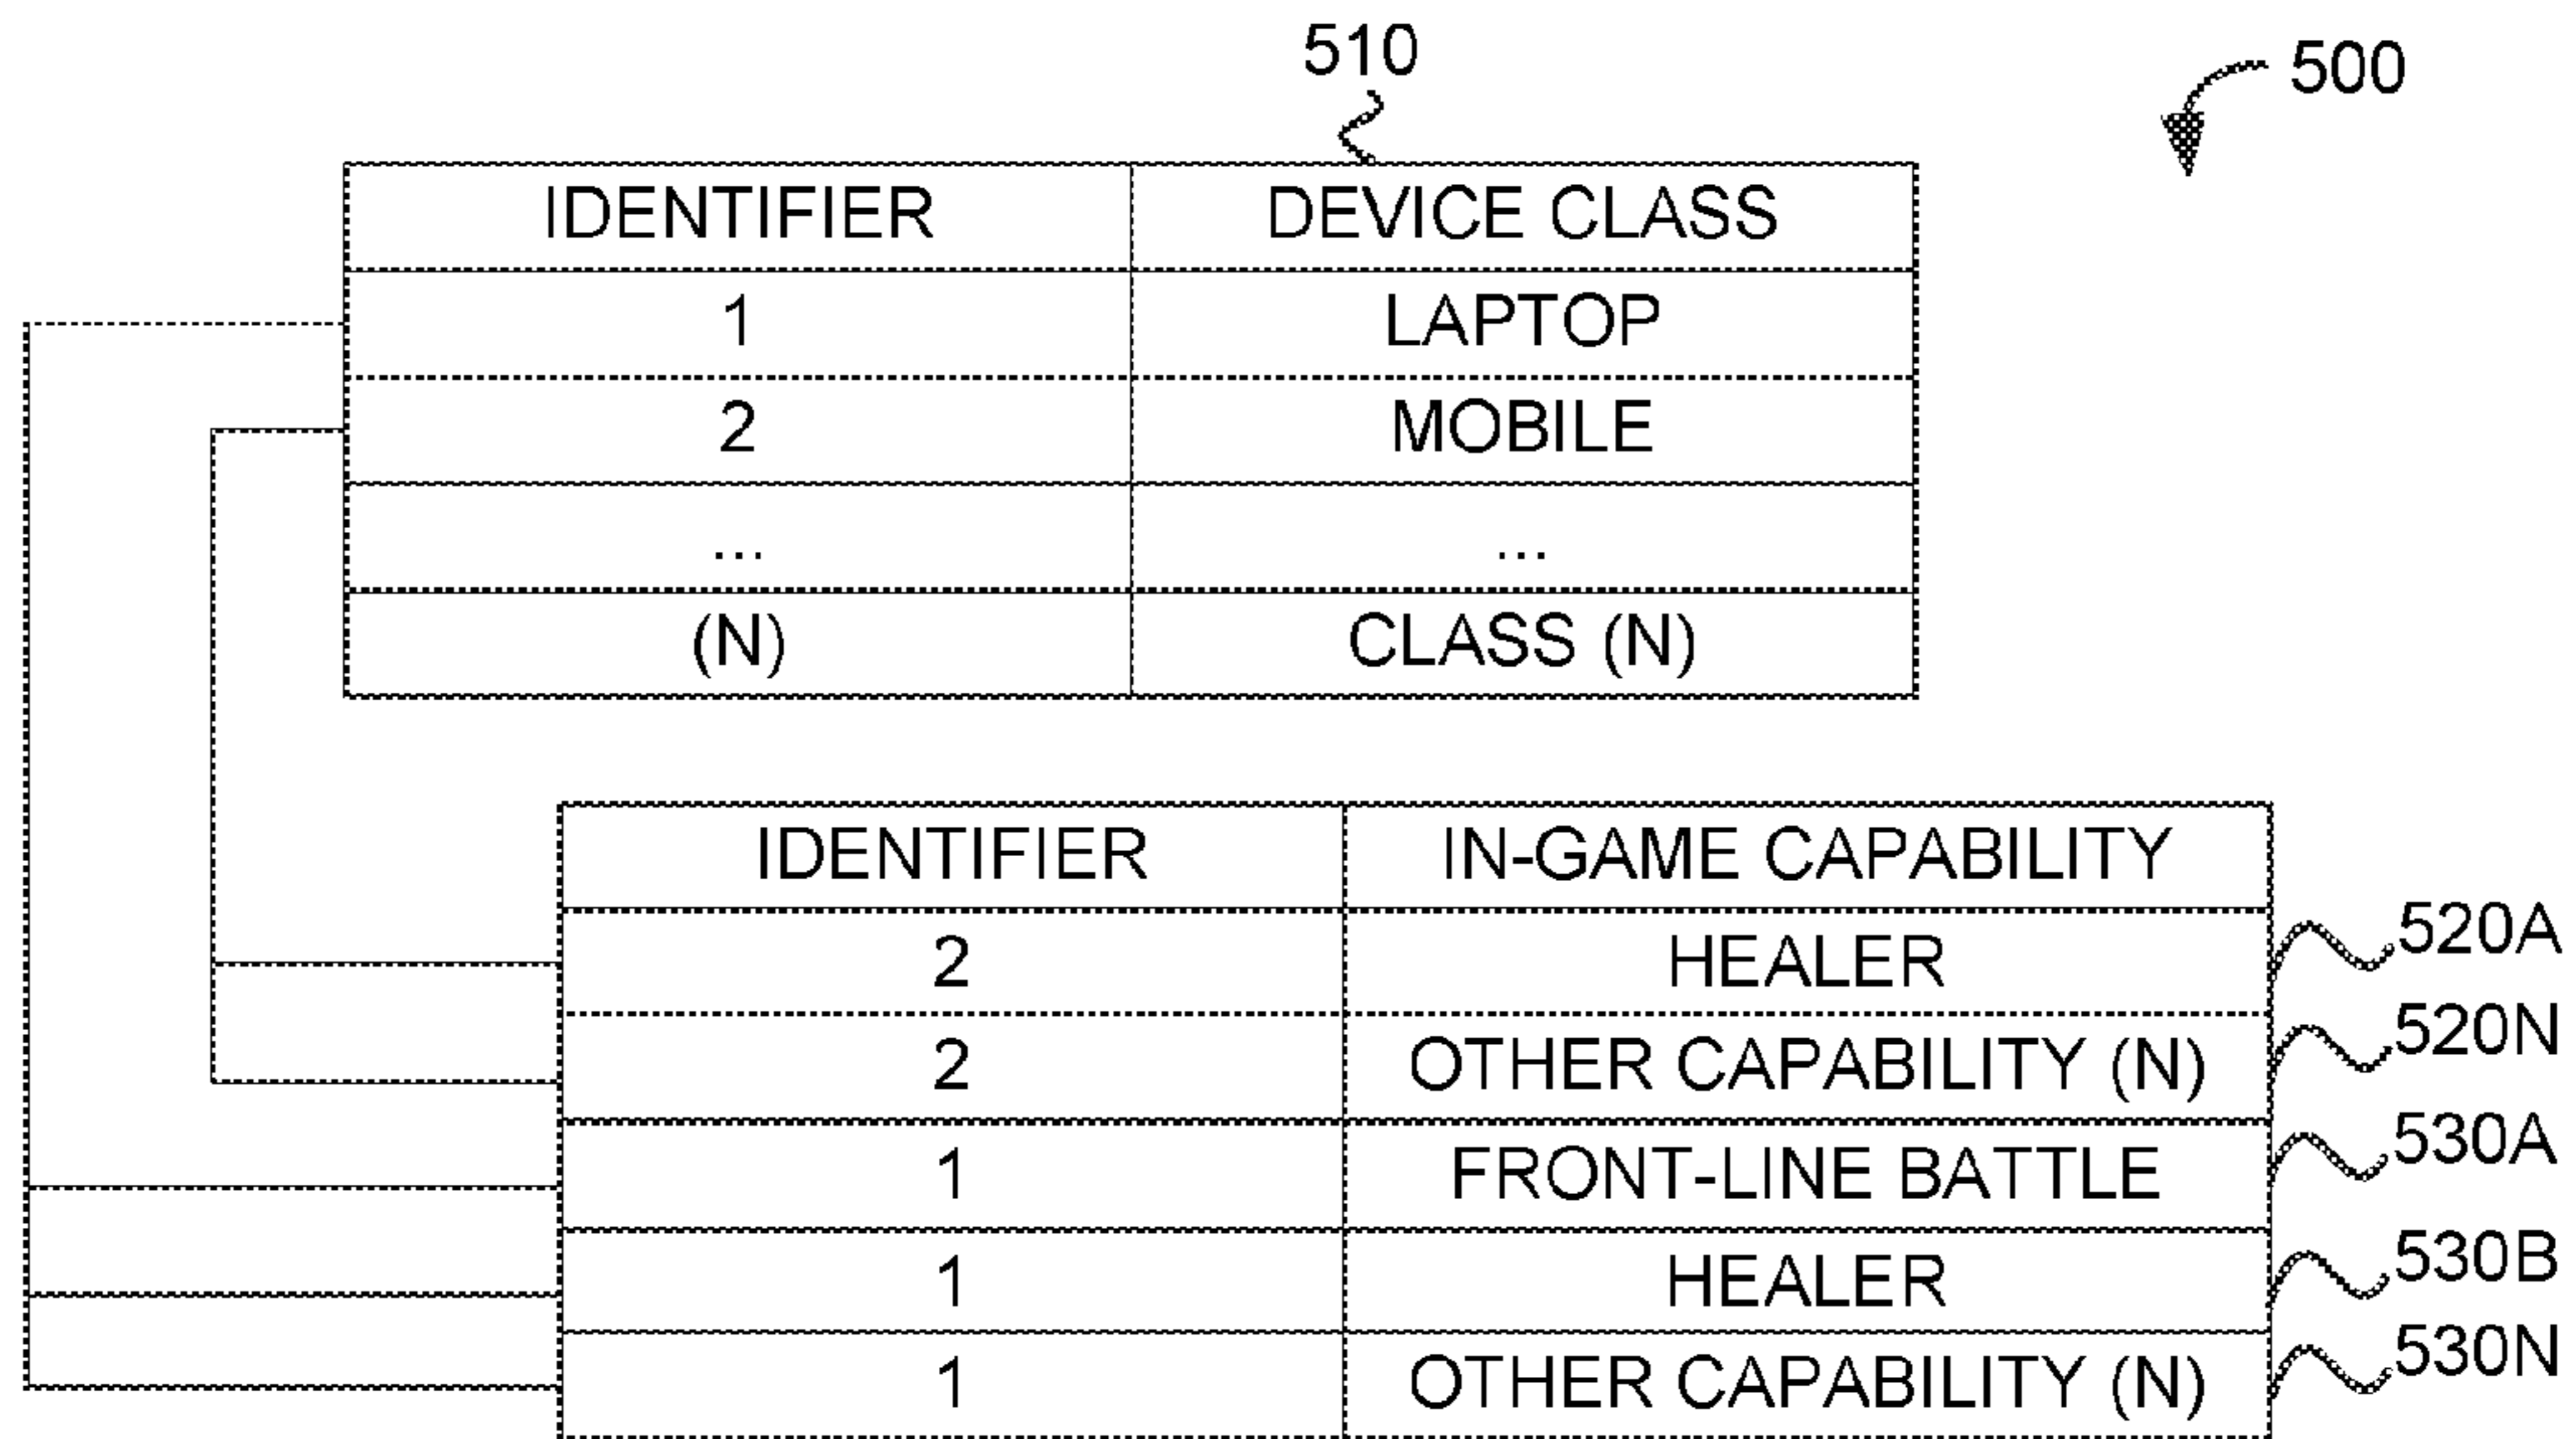 510
500
IDENTIFIER DEVICE CLASS
1 LAPTOP
2 MOBILE
... ...
(N) CLASS (N)
IDENTIFIER IN-GAME CAPABILITY
2 HEALER 520A
2 OTHER CAPABILITY (N) 520N
1 FRONT-LINE BATTLE 530A
1 HEALER 530B
1 OTHER CAPABILITY (N) 530N